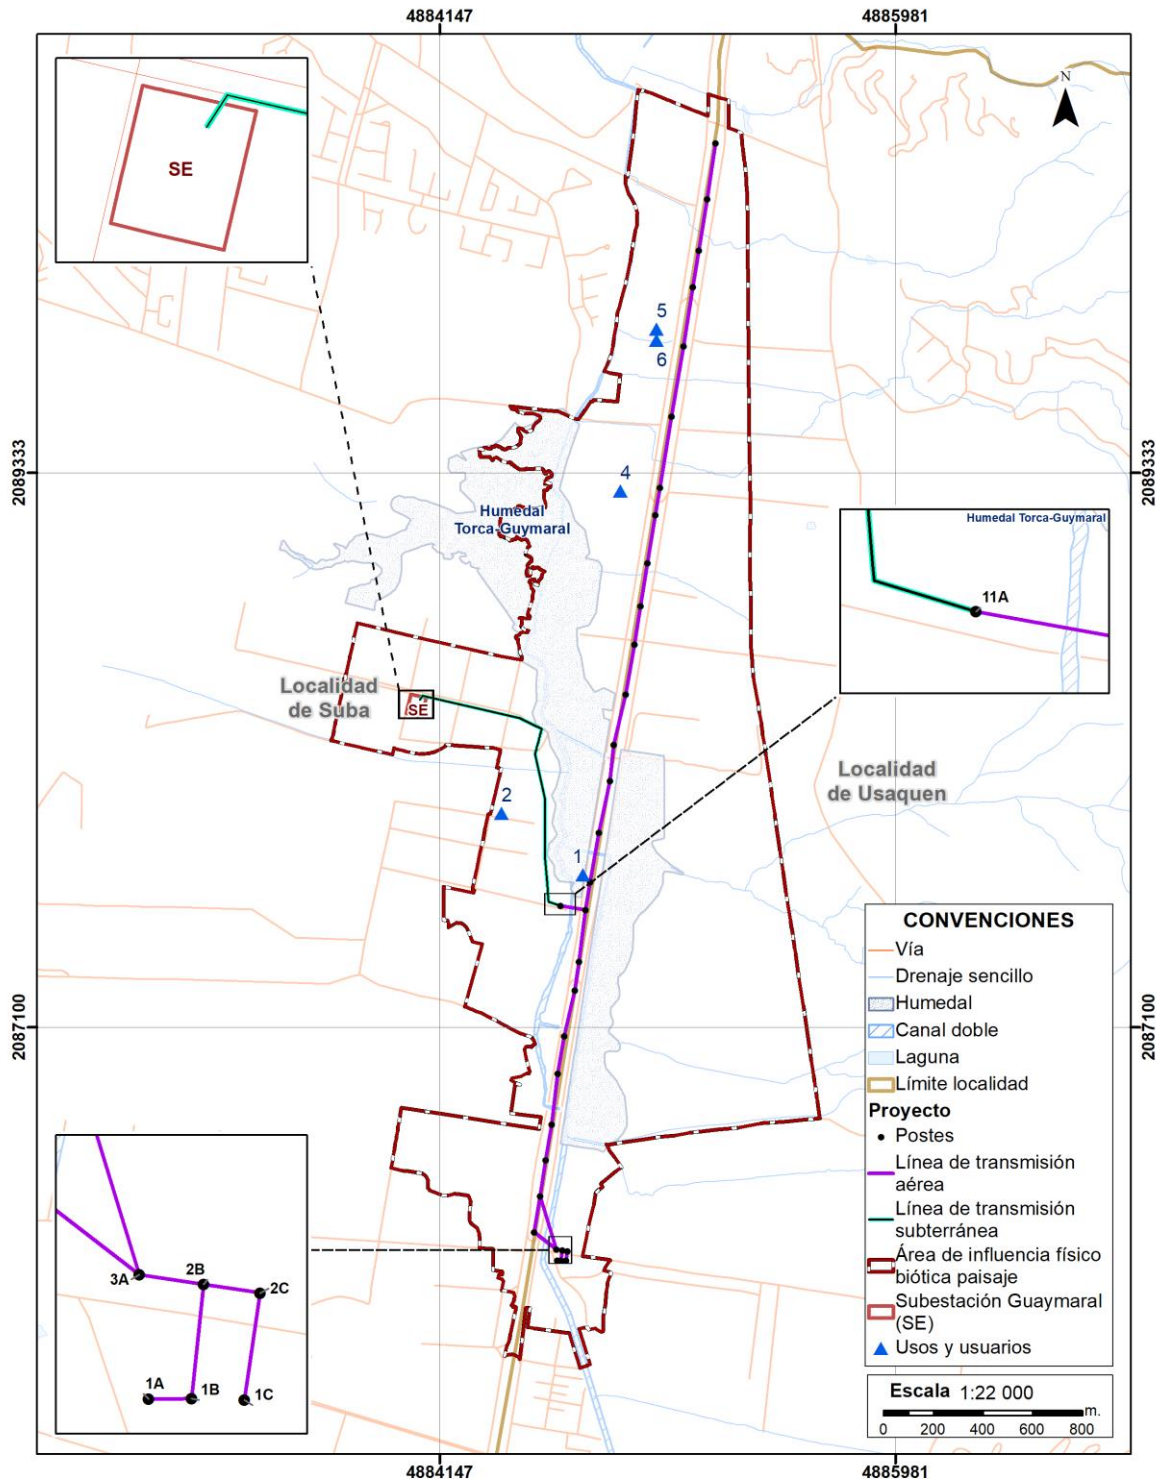 4884147
4885981
N
SE
5
6
2089333
2089333
4
Humedal
Torca-Guymaral
Humedal Torca-Guymaral
11A
Localidad
de Suba
SE
Localidad
de Usaquen
2
1
2087100
2087100
CONVENCIONES
Vía
Drenaje sencillo
Humedal
Canal doble
Laguna
Límite localidad
Proyecto
Postes
Línea de transmisión
aérea
Línea de transmisión
subterránea
Área de influencia físico
biótica paisaje
Subestación Guaymaral
(SE)
Usos y usuarios
3A
2B
2C
1A
1B
1C
Escala 1:22 000
m.
0 200 400 600 800
4884147
4885981